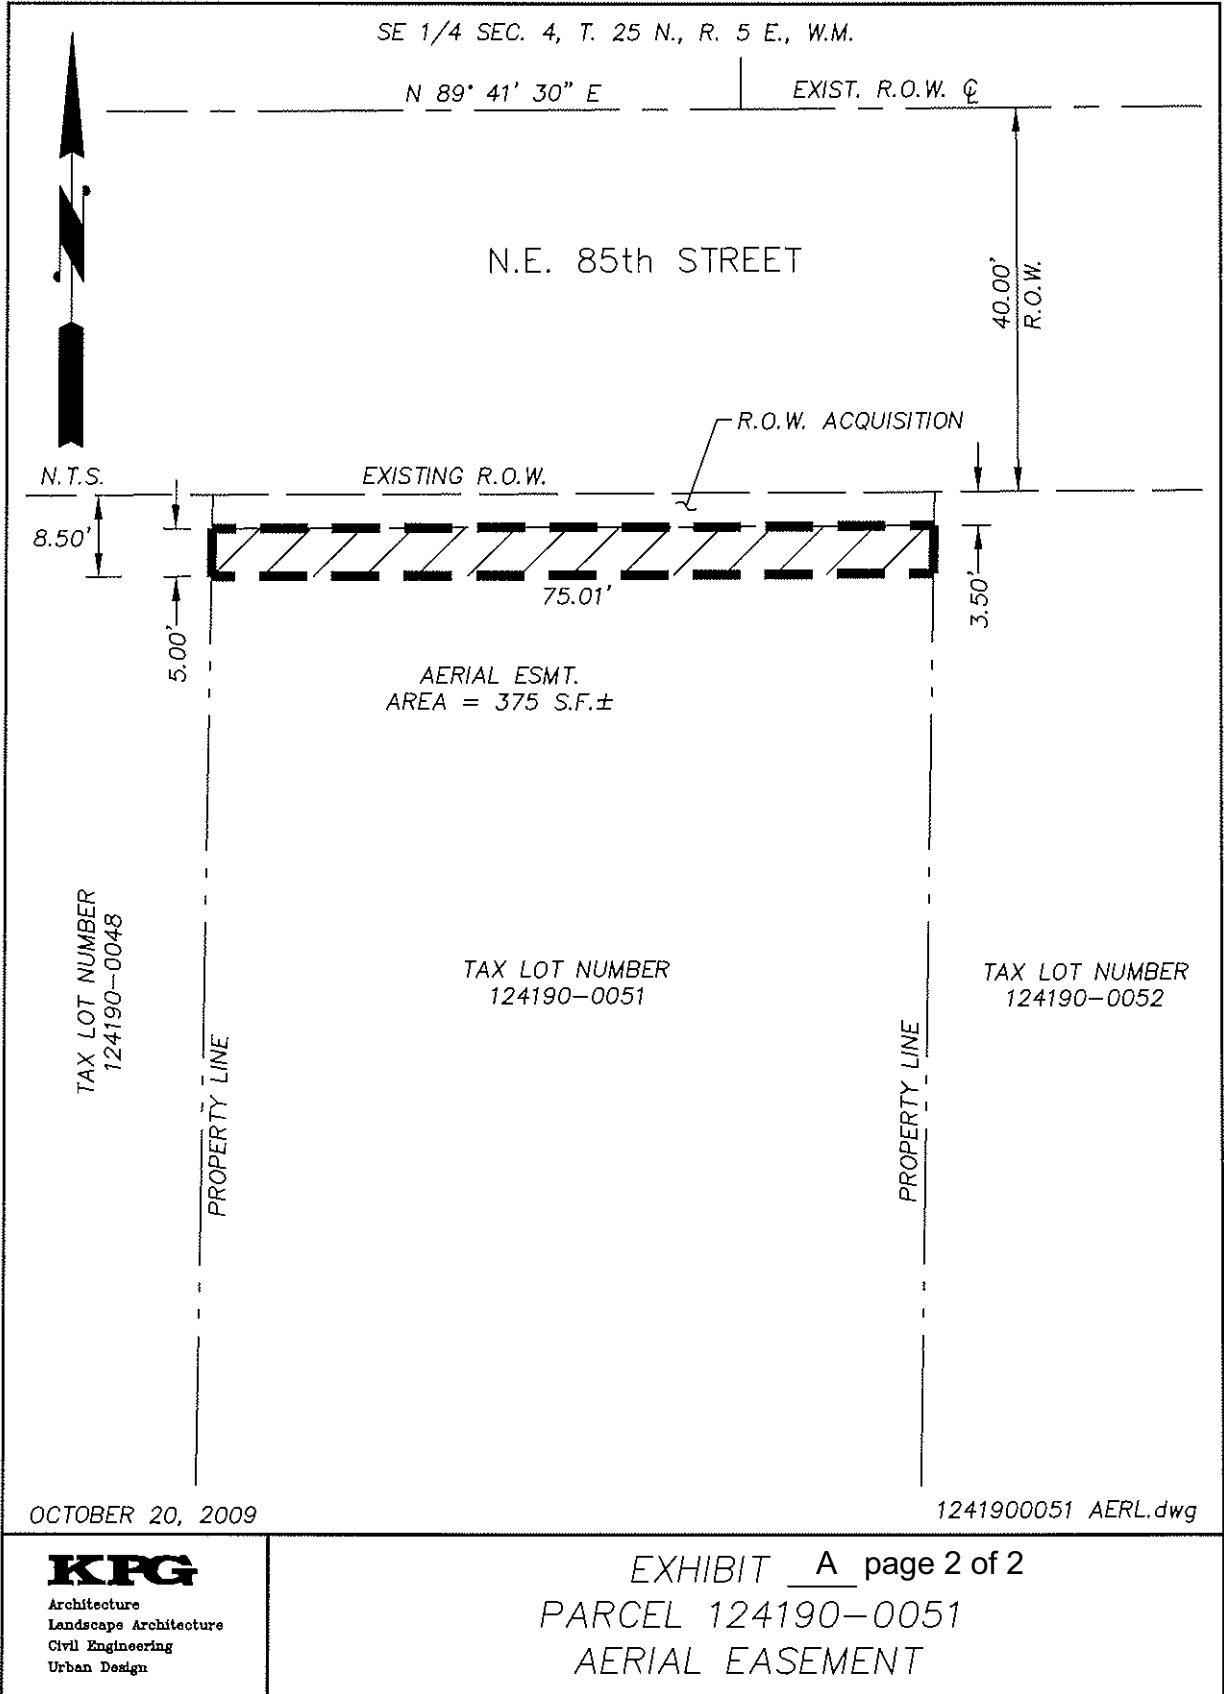 SE 1/4 SEC. 4, T. 25 N., R. 5 E., W.M.
N 89° 41' 30" E
EXIST. R.O.W. ℄
N
N.E. 85th STREET
40.00'
R.O.W.
R.O.W. ACQUISITION
N.T.S.
EXISTING R.O.W.
8.50'
75.01'
5.00'
3.50'
AERIAL ESMT.
AREA = 375 S.F.±
TAX LOT NUMBER
124190-0048
TAX LOT NUMBER
124190-0051
TAX LOT NUMBER
124190-0052
PROPERTY LINE
PROPERTY LINE
OCTOBER 20, 2009
1241900051 AERL.dwg
KPG
Architecture
Landscape Architecture
Civil Engineering
Urban Design
EXHIBIT A page 2 of 2
PARCEL 124190-0051
AERIAL EASEMENT